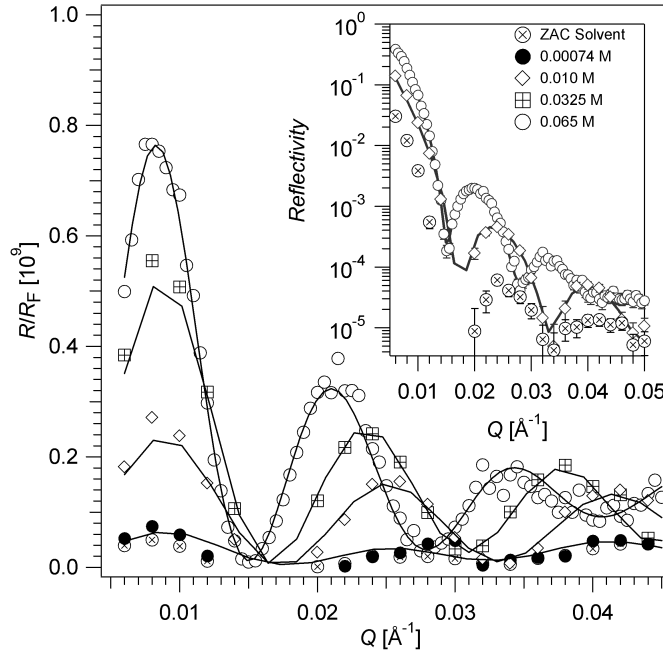 1.0
0.8
0.6
0.4
0.2
0.0
R/R_F [10^9]
0.01
0.02
0.03
0.04
Q [Å^-1]
10^0
10^-1
10^-2
10^-3
10^-4
10^-5
Reflectivity
ZAC Solvent
0.00074 M
0.010 M
0.0325 M
0.065 M
0.01
0.02
0.03
0.04
0.05
Q [Å^-1]